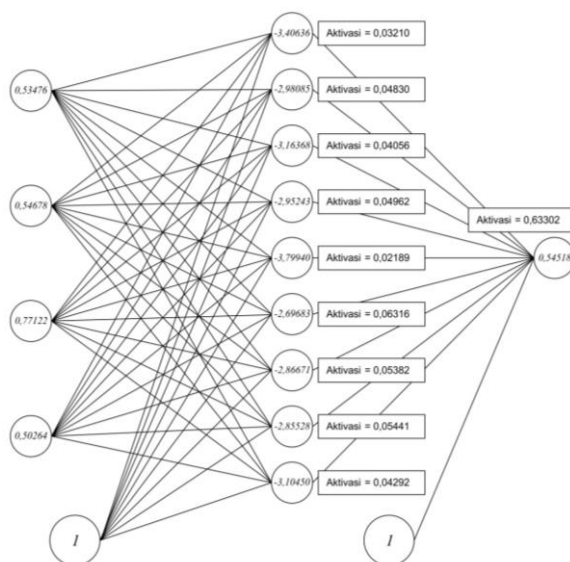 -3,40636 Aktivasi = 0,03210
0,53476
-2,98085 Aktivasi = 0,04830
-3,16368 Aktivasi = 0,04056
0,54678
-2,95243 Aktivasi = 0,04962
Aktivasi = 0,63302
-3,79940 Aktivasi = 0,02189
0,54518
0,77122
-2,69683 Aktivasi = 0,06316
-2,86671 Aktivasi = 0,05382
0,50264
-2,85528 Aktivasi = 0,05441
-3,10450 Aktivasi = 0,04292
1
1